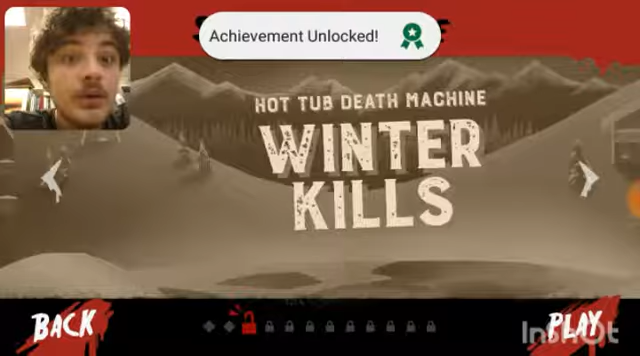 Achievement Unlocked!
HOT TUB DEATH MACHINE
WINTER
KILLS
BACK
PLAY
InShOt